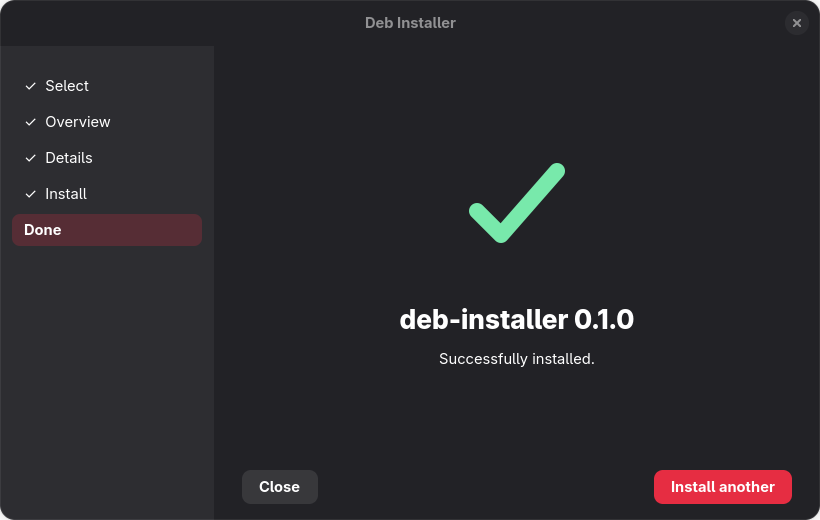 Deb Installer
Select
Overview
Details
Install
Done
deb-installer 0.1.0
Successfully installed.
Close
Install another